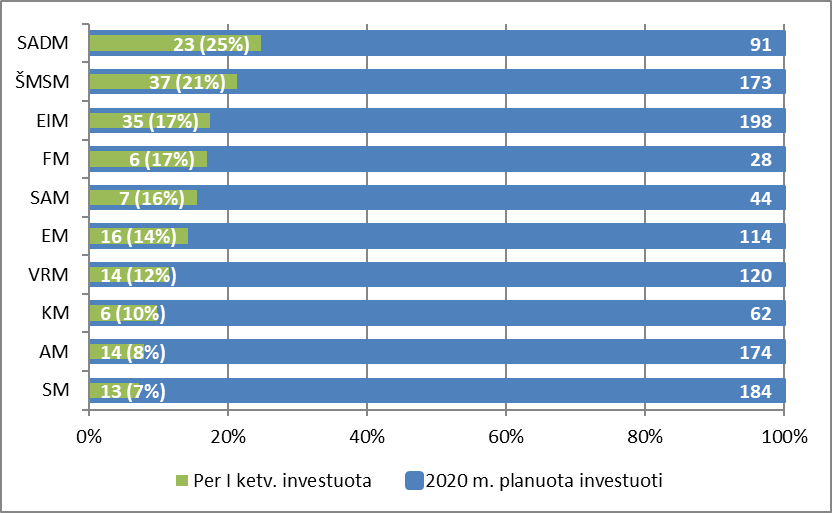 SADM 23 (25%) 91
ŠMSM 37 (21%) 173
EIM 35 (17%) 198
FM 6 (17%) 28
SAM 7 (16%) 44
EM 16 (14%) 114
VRM 14 (12%) 120
KM 6 (10%) 62
AM 14 (8%) 174
SM 13 (7%) 184
0% 20% 40% 60% 80% 100%
Per I ketv. investuota 2020 m. planuota investuoti